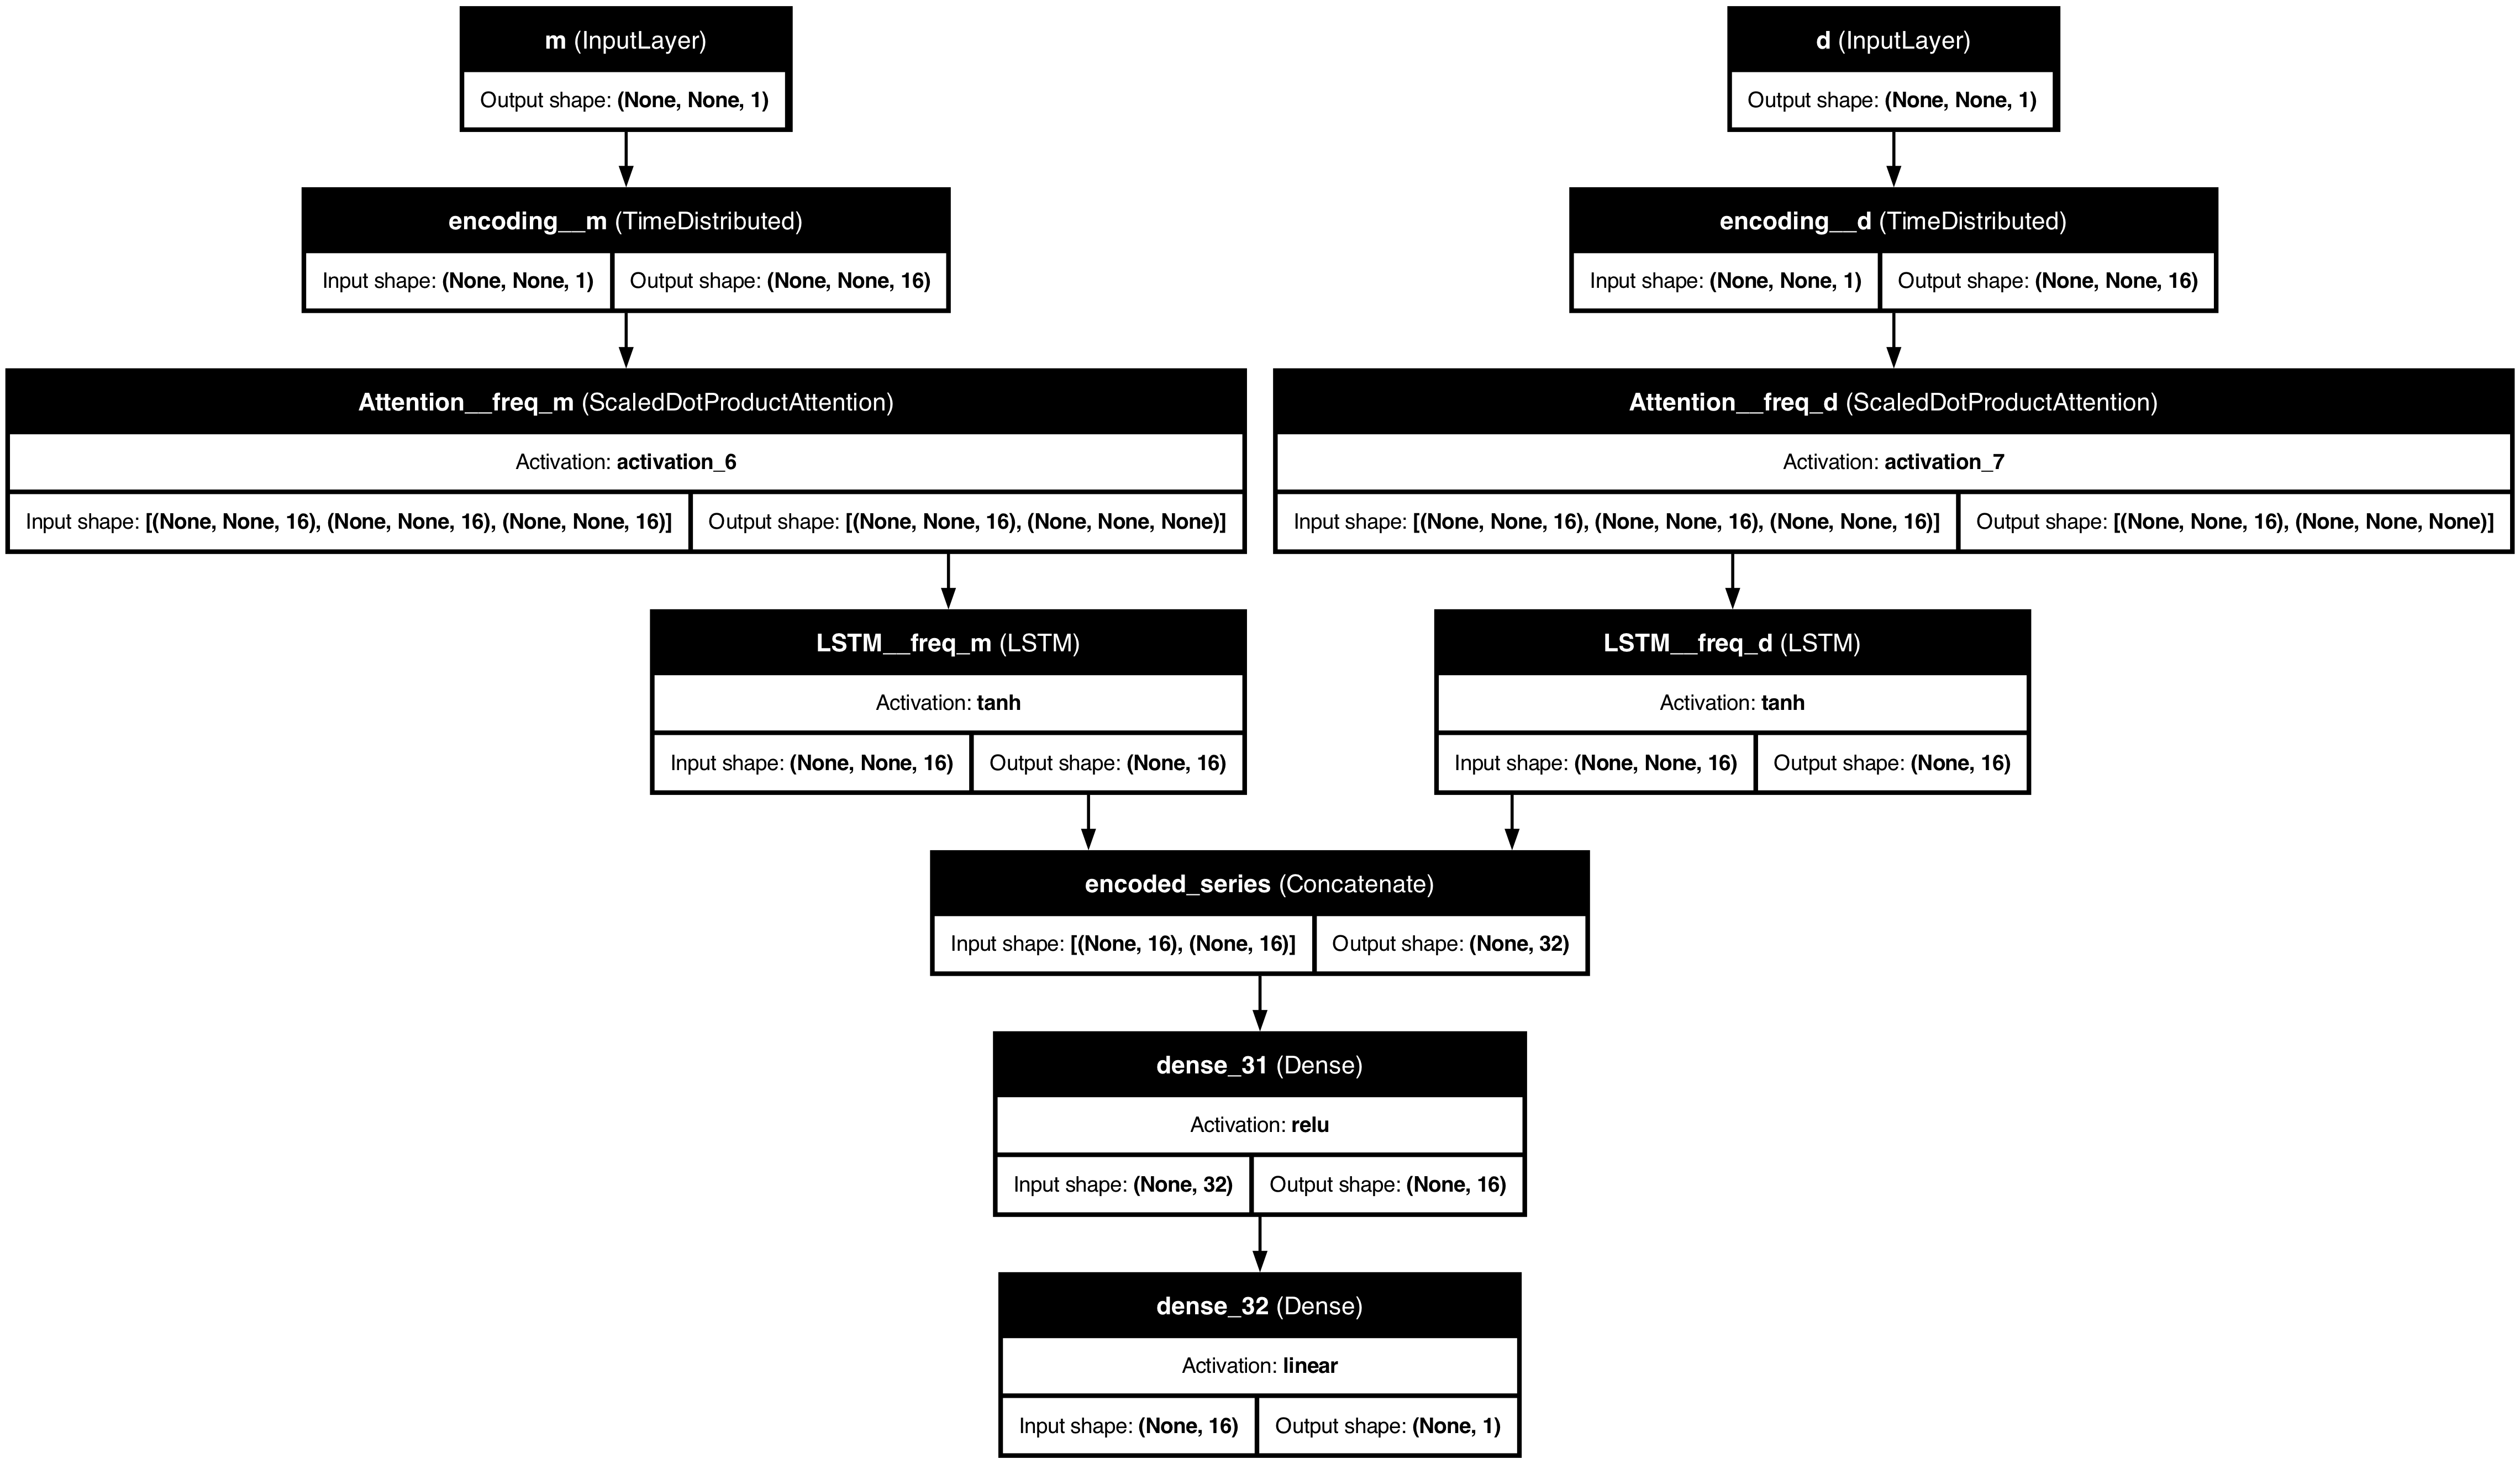 m (InputLayer)
Output shape: (None, None, 1)
d (InputLayer)
Output shape: (None, None, 1)
encoding__m (TimeDistributed)
Input shape: (None, None, 1) Output shape: (None, None, 16)
encoding__d (TimeDistributed)
Input shape: (None, None, 1) Output shape: (None, None, 16)
Attention__freq_m (ScaledDotProductAttention)
Activation: activation_6
Input shape: [(None, None, 16), (None, None, 16), (None, None, 16)] Output shape: [(None, None, 16), (None, None, None)]
Attention__freq_d (ScaledDotProductAttention)
Activation: activation_7
Input shape: [(None, None, 16), (None, None, 16), (None, None, 16)] Output shape: [(None, None, 16), (None, None, None)]
LSTM__freq_m (LSTM)
Activation: tanh
Input shape: (None, None, 16) Output shape: (None, 16)
LSTM__freq_d (LSTM)
Activation: tanh
Input shape: (None, None, 16) Output shape: (None, 16)
encoded_series (Concatenate)
Input shape: [(None, 16), (None, 16)] Output shape: (None, 32)
dense_31 (Dense)
Activation: relu
Input shape: (None, 32) Output shape: (None, 16)
dense_32 (Dense)
Activation: linear
Input shape: (None, 16) Output shape: (None, 1)